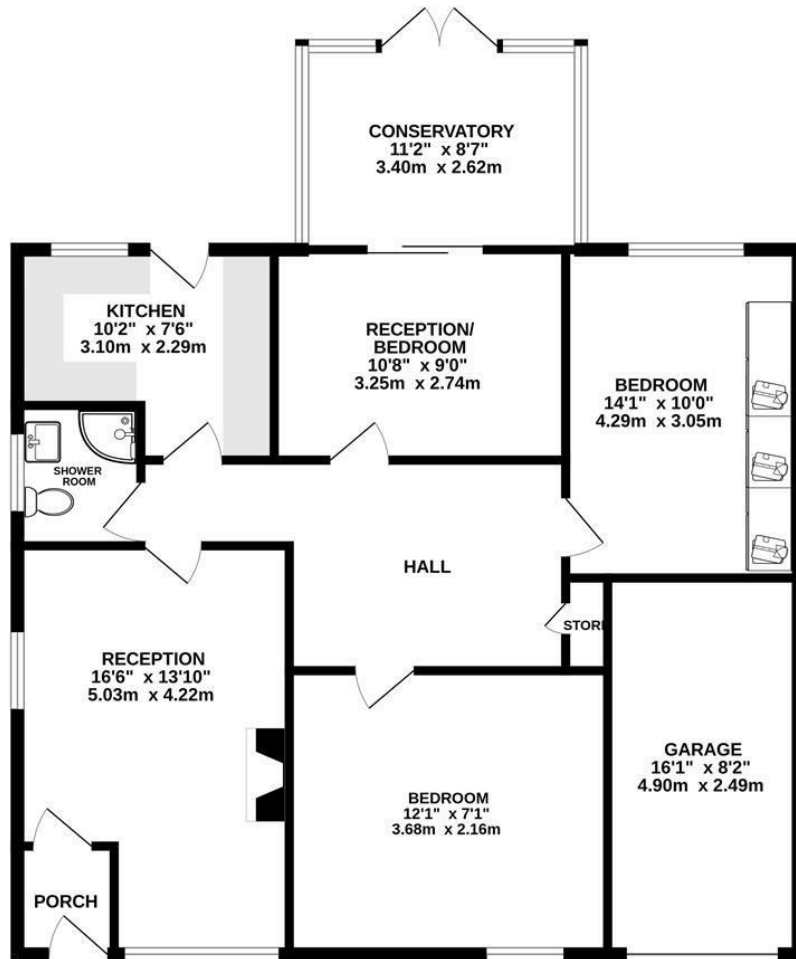 CONSERVATORY
11'2" x 8'7"
3.40m x 2.62m
KITCHEN
10'2" x 7'6"
3.10m x 2.29m
RECEPTION/
BEDROOM
10'8" x 9'0"
3.25m x 2.74m
BEDROOM
14'1" x 10'0"
4.29m x 3.05m
SHOWER
ROOM
HALL
STORE
RECEPTION
16'6" x 13'10"
5.03m x 4.22m
GARAGE
16'1" x 8'2"
4.90m x 2.49m
BEDROOM
12'1" x 7'1"
3.68m x 2.16m
PORCH